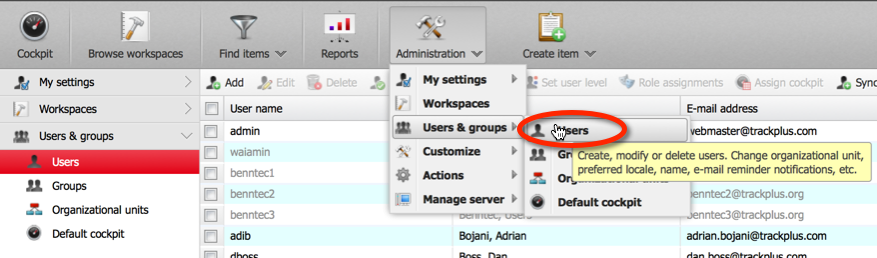 Cockpit Browse workspaces Find items Reports Administration Create item
My settings
Workspaces
Users & groups
Users
Groups
Organizational units
Default cockpit
Add Edit Delete Set user level Role assignments Assign cockpit Sync
User name E-mail address
admin webmaster@trackplus.com
waiamin
benntec1
benntec2 benntec2@trackplus.org
benntec3 Benntec, Users benntec3@trackplus.org
adib Bojani, Adrian adrian.bojani@trackplus.com
dboss Boss, Dan dan.boss@trackplus.com
My settings
Workspaces
Users & groups
Customize
Actions
Manage server
Users
Default cockpit
Create, modify or delete users. Change organizational unit,
preferred locale, name, e-mail reminder notifications, etc.